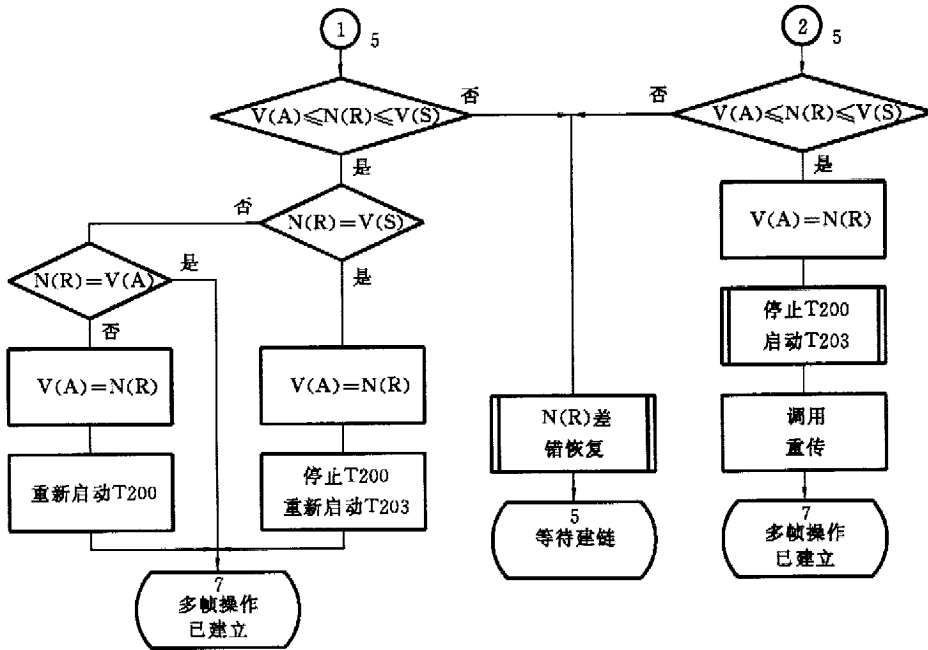 1
5
V(A)≤N(R)≤V(S)
否
是
N(R)=V(S)
否
是
N(R)=V(A)
是
否
V(A)=N(R)
重新启动T200
V(A)=N(R)
停止T200
重新启动T203
7
多帧操作
已建立
N(R)差
错恢复
5
等待建链
2
5
否
V(A)≤N(R)≤V(S)
是
V(A)=N(R)
停止T200
启动T203
调用
重传
7
多帧操作
已建立